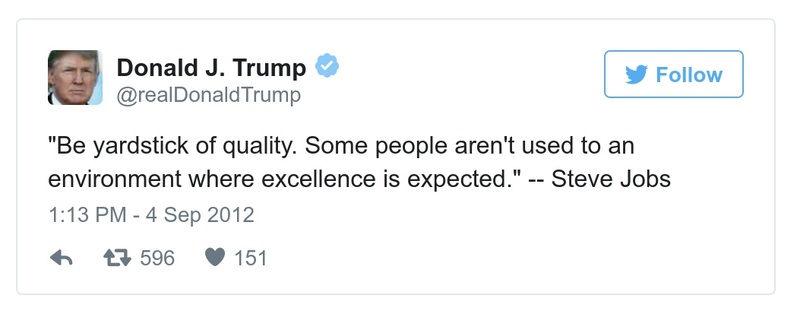 Donald J. Trump
@realDonaldTrump
Follow
"Be yardstick of quality. Some people aren't used to an
environment where excellence is expected." -- Steve Jobs
1:13 PM - 4 Sep 2012
596 151